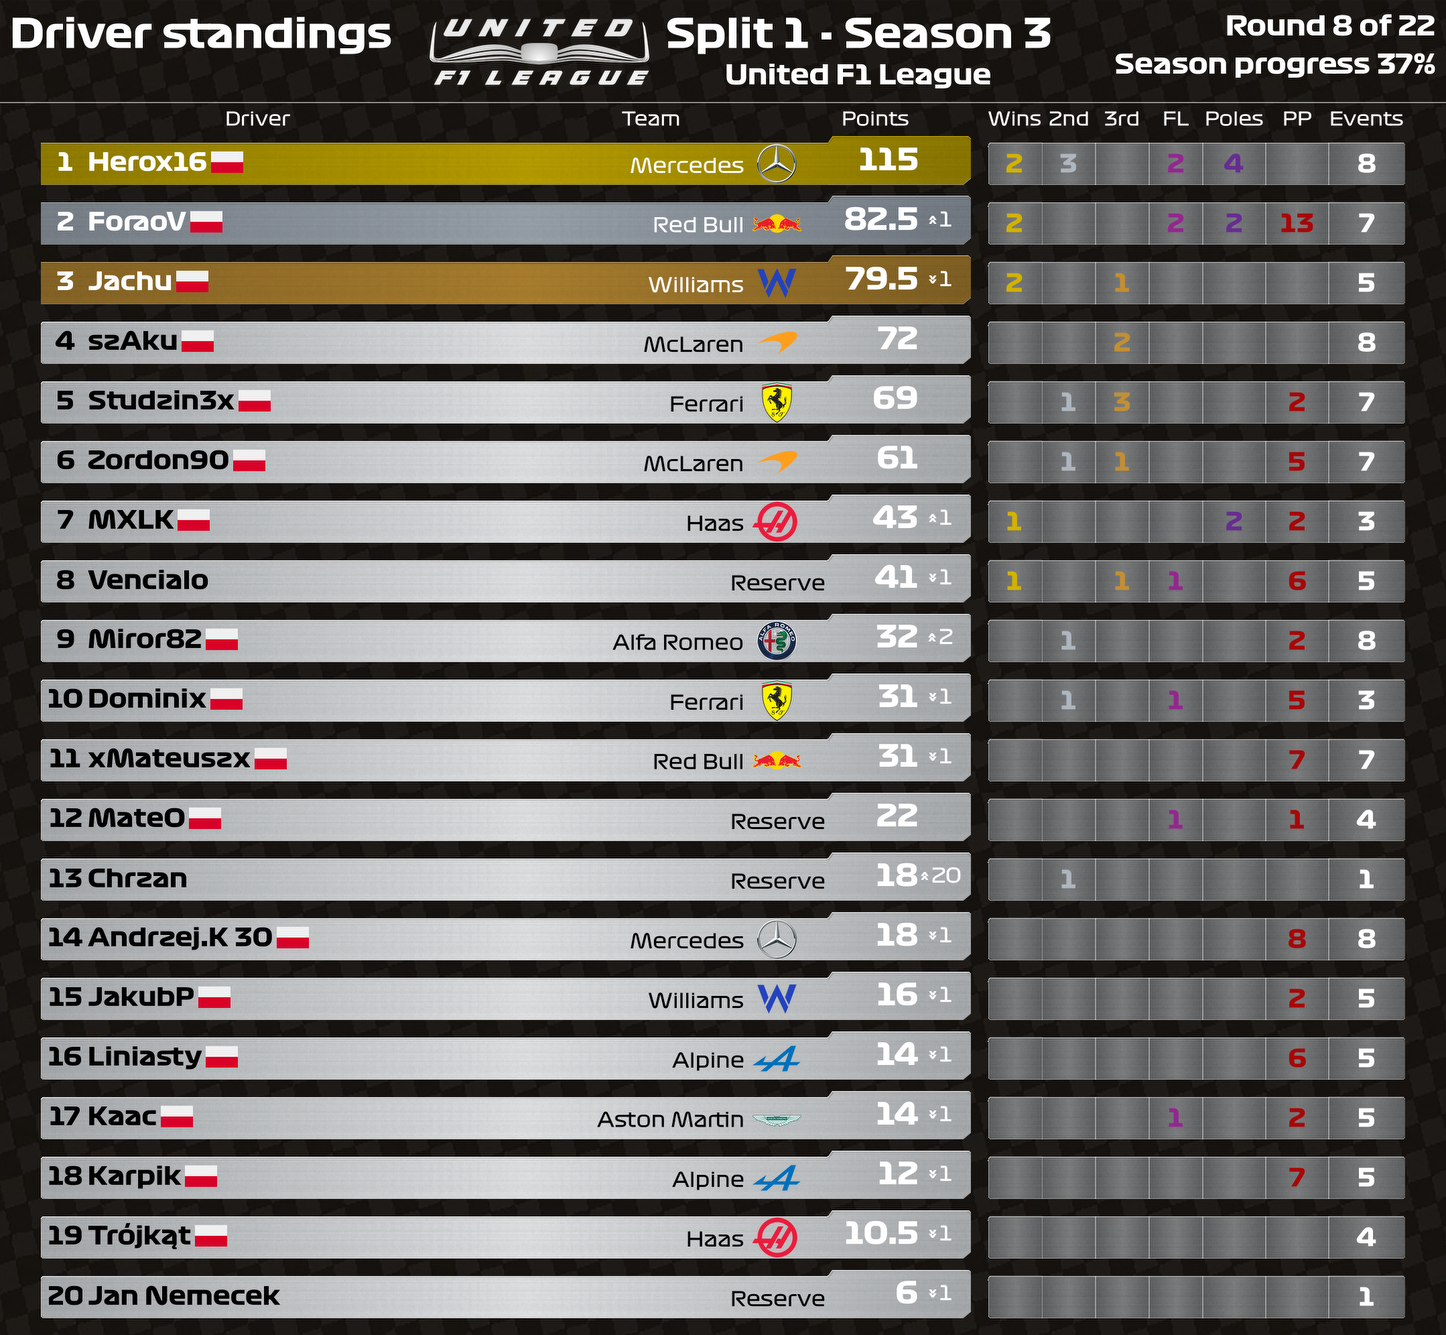 Driver standings
UNITED
F1 LEAGUE
Split 1 - Season 3
United F1 League
Round 8 of 22
Season progress 37%
Driver Team Points Wins 2nd 3rd FL Poles PP Events
1 Herox16 Mercedes 115 2 3 2 4 8
2 ForaoV Red Bull 82.5 1 2 2 2 13 7
3 Jachu Williams 79.5 1 2 1 5
4 szAku McLaren 72 2 8
5 Studzin3x Ferrari 69 1 3 2 7
6 Zordon90 McLaren 61 1 1 5 7
7 MXLK Haas 43 1 1 2 2 3
8 Vencialo Reserve 41 1 1 1 1 6 5
9 Miror82 Alfa Romeo 32 2 1 2 8
10 Dominix Ferrari 31 1 1 1 5 3
11 xMateuszx Red Bull 31 1 7 7
12 MateO Reserve 22 1 1 4
13 Chrzan Reserve 18 20 1 1
14 Andrzej.K 30 Mercedes 18 1 8 8
15 JakubP Williams 16 1 2 5
16 Liniasty Alpine 14 1 6 5
17 Kaac Aston Martin 14 1 1 2 5
18 Karpik Alpine 12 1 7 5
19 Trójkąt Haas 10.5 1 4
20 Jan Nemecek Reserve 6 1 1